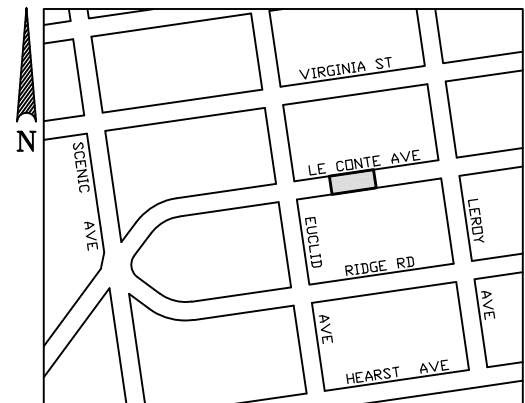 VIRGINIA ST
N
SCENIC AVE
LE CONTE AVE
EUCLID AVE
LEROY AVE
RIDGE RD
HEARST AVE